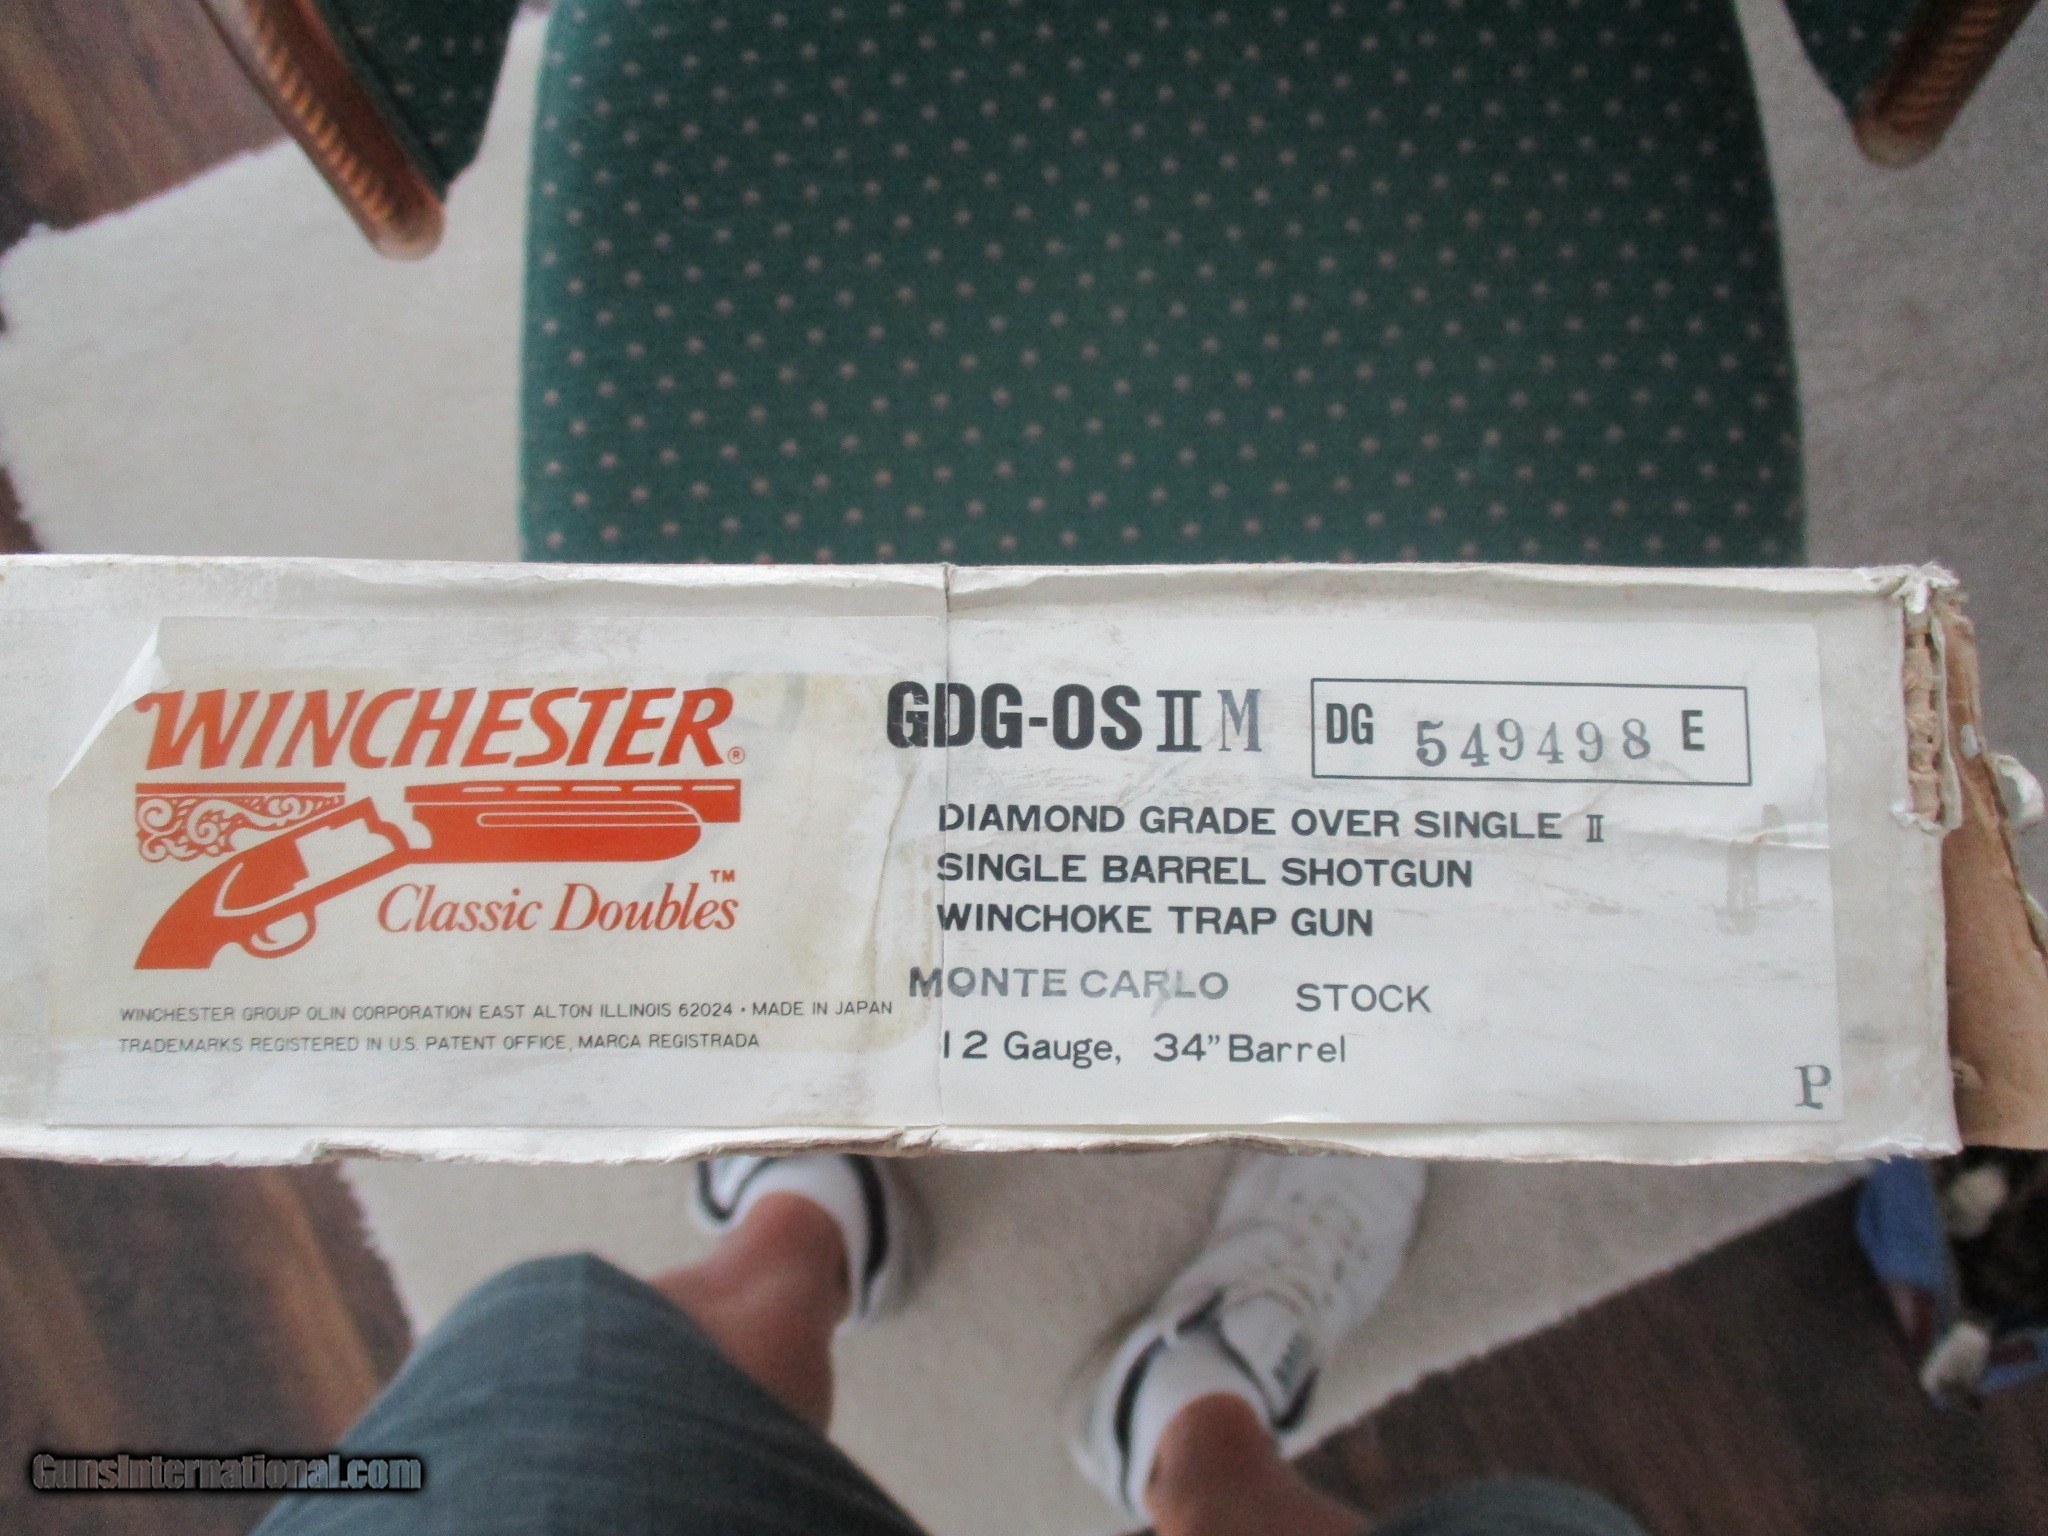 WINCHESTER®
Classic Doubles™
WINCHESTER GROUP OLIN CORPORATION EAST ALTON ILLINOIS 62024 • MADE IN JAPAN
TRADEMARKS REGISTERED IN U.S. PATENT OFFICE, MARCA REGISTRADA
GDG-OS II M
DG 549498 E
DIAMOND GRADE OVER SINGLE II
SINGLE BARREL SHOTGUN
WINCHOKE TRAP GUN
MONTE CARLO STOCK
12 Gauge, 34” Barrel
P
GunsInternational.com